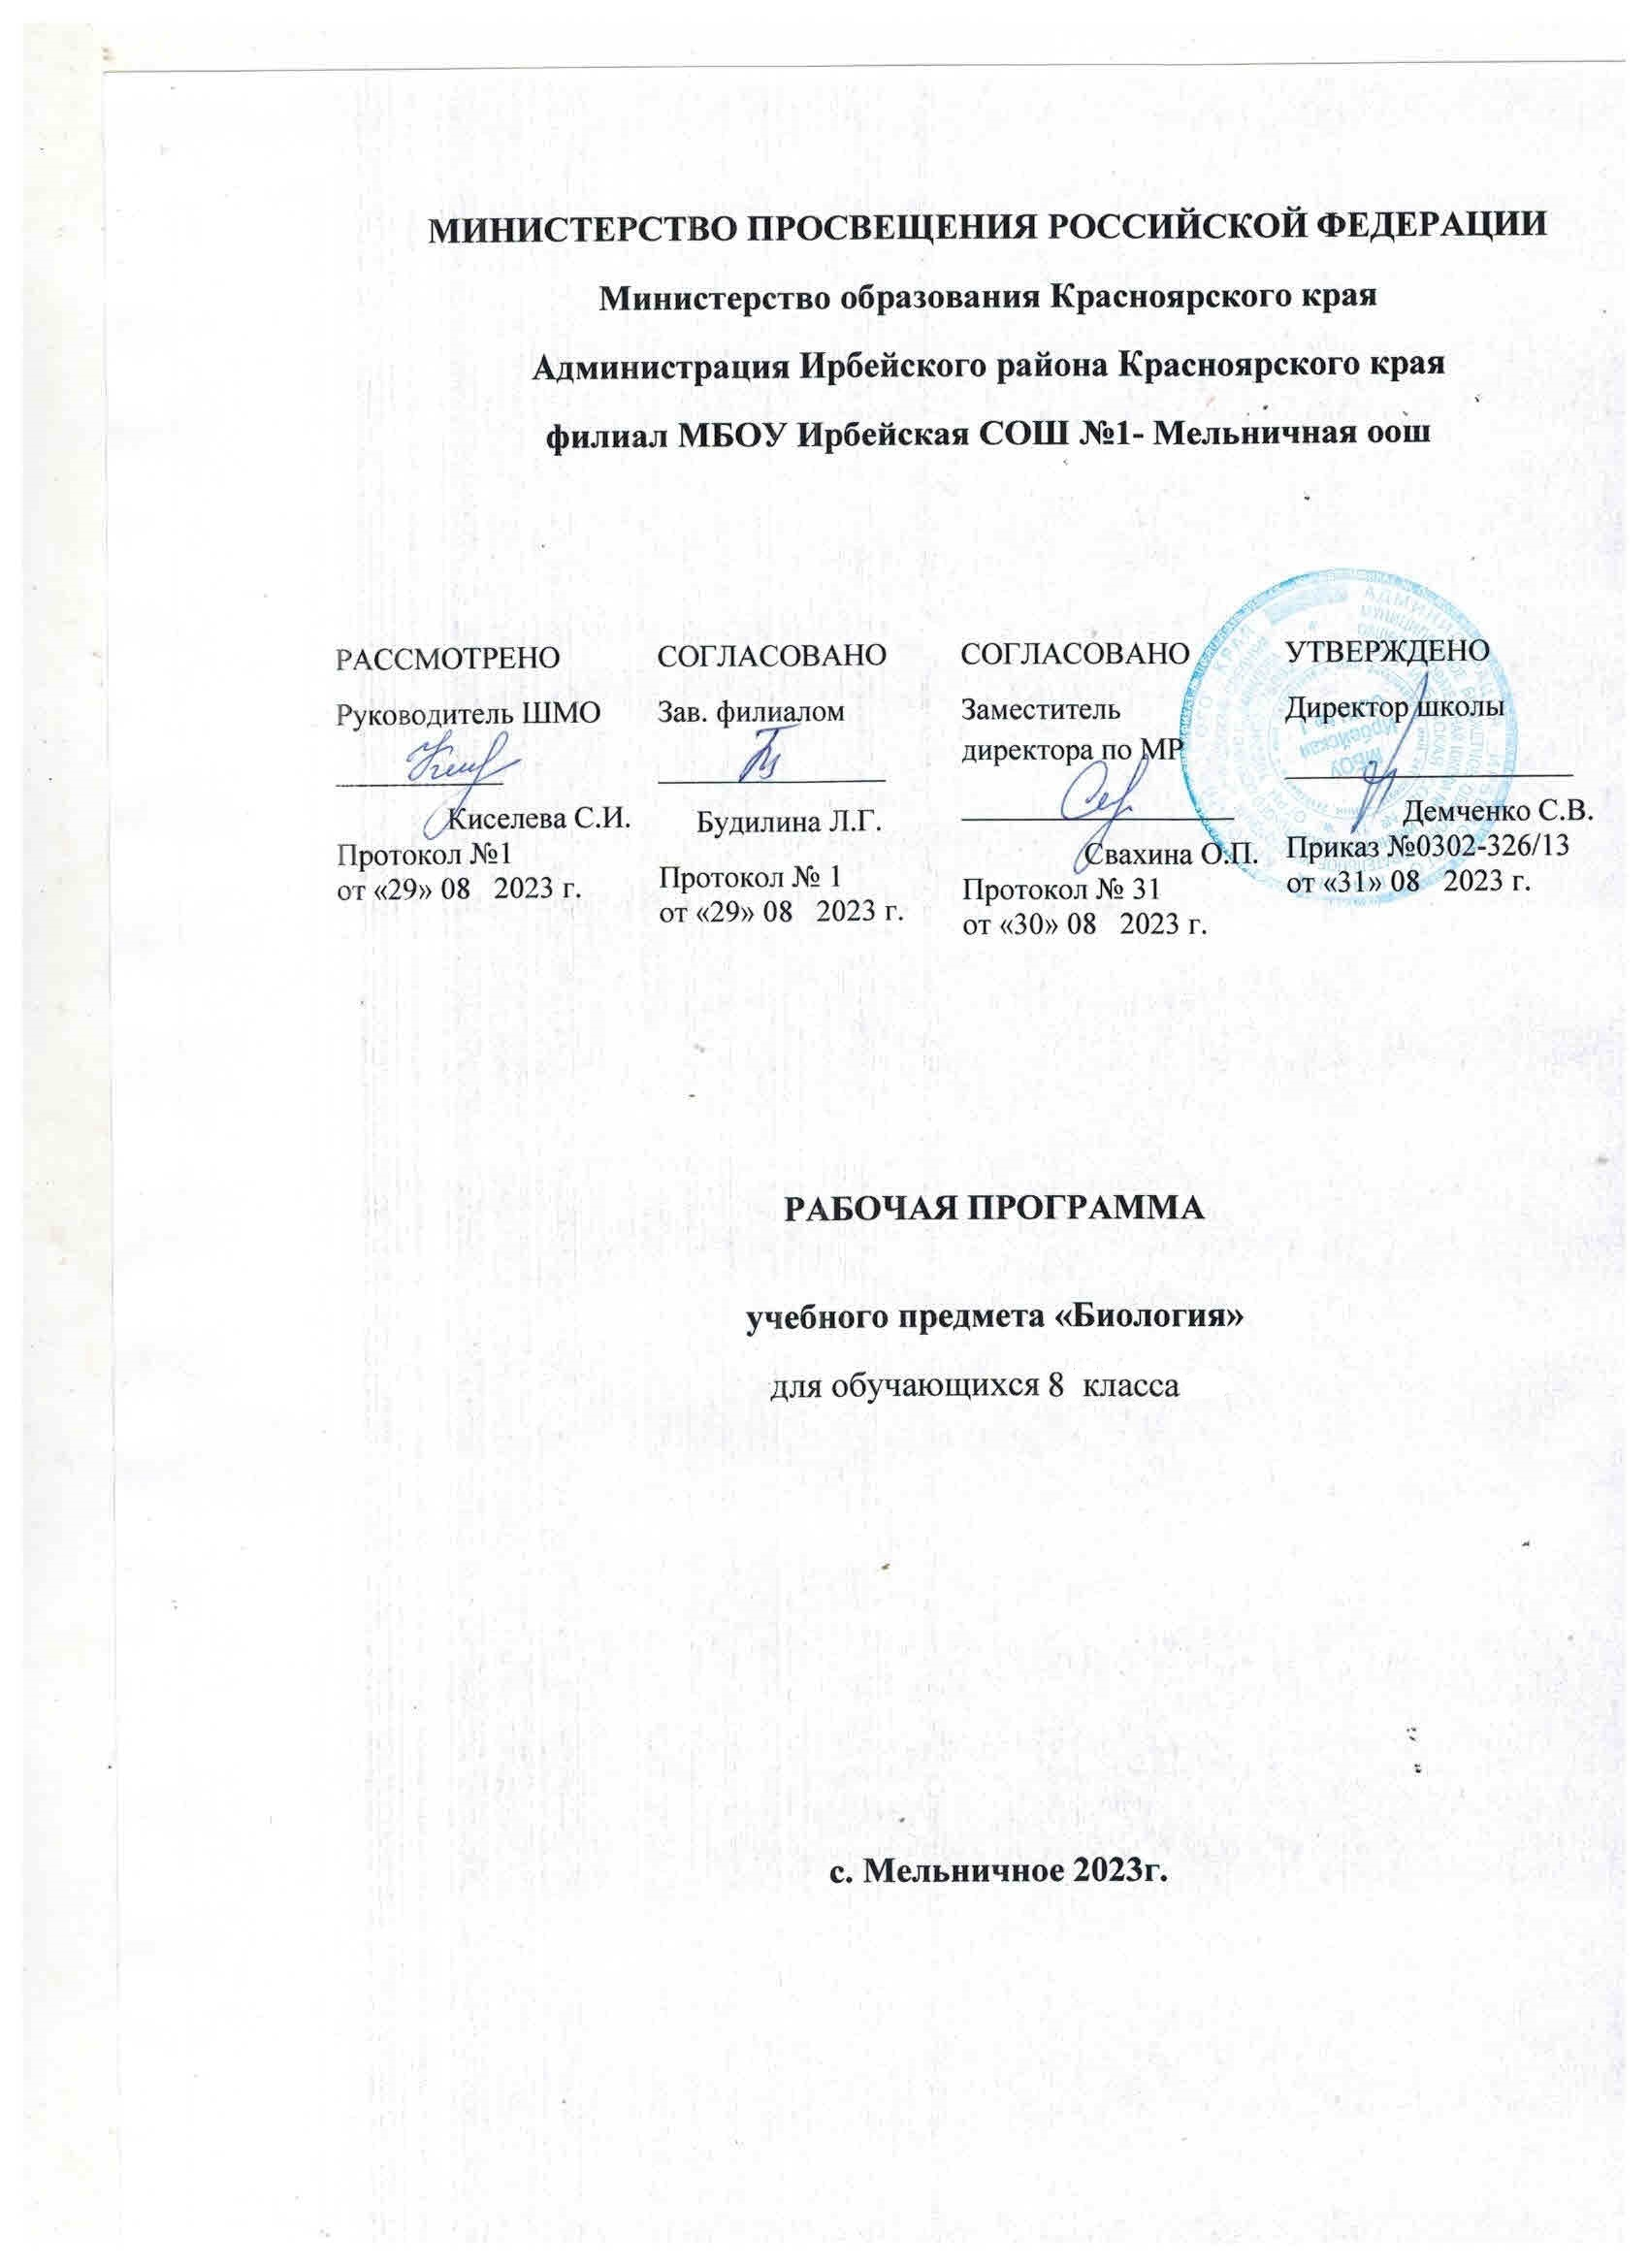 МИНИСТЕРСТВО ПРОСВЕЩЕНИЯ РОССИЙСКОЙ ФЕДЕРАЦИИ
Министерство образования Красноярского края
Администрация Ирбейского района Красноярского края
филиал МБОУ Ирбейская СОШ №1- Мельничная оош
РАССМОТРЕНО
Руководитель ШМО
Киселева С.И.
Протокол №1
от «29» 08 2023 г.
СОГЛАСОВАНО
Зав. филиалом
Будилина Л.Г.
Протокол № 1
от «29» 08 2023 г.
СОГЛАСОВАНО
Заместитель
директора по МР
Свахина О.П.
Протокол № 31
от «30» 08 2023 г.
УТВЕРЖДЕНО
Директор школы
Демченко С.В.
Приказ №0302-326/13
от «31» 08 2023 г.
РАБОЧАЯ ПРОГРАММА
учебного предмета «Биология»
для обучающихся 8 класса
с. Мельничное 2023г.